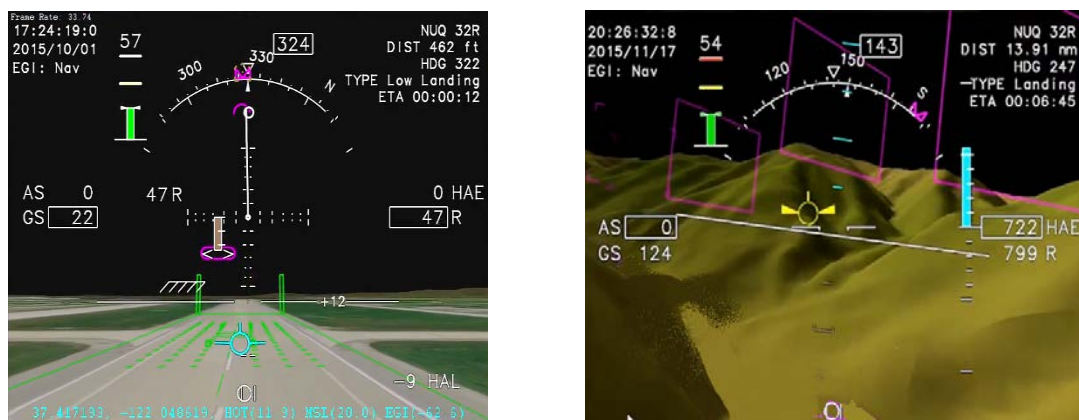 Frame Rate: 33.74
17:24:19:0
2015/10/01
EGI: Nav
57
324
300
330
N
NUQ 32R
DIST 462 ft
HDG 322
TYPE Low Landing
ETA 00:00:12
AS 0
GS 22
47 R
0 HAE
47 R
+12
-9 HAL
37.417193, -122.048619, HOT(11.9) MSL(20.0) EGI(-62.6)
20:26:32:8
2015/11/17
EGI: Nav
54
143
120
150
S
NUQ 32R
DIST 13.91 nm
HDG 247
TYPE Landing
ETA 00:06:45
AS 0
GS 124
722 HAE
799 R